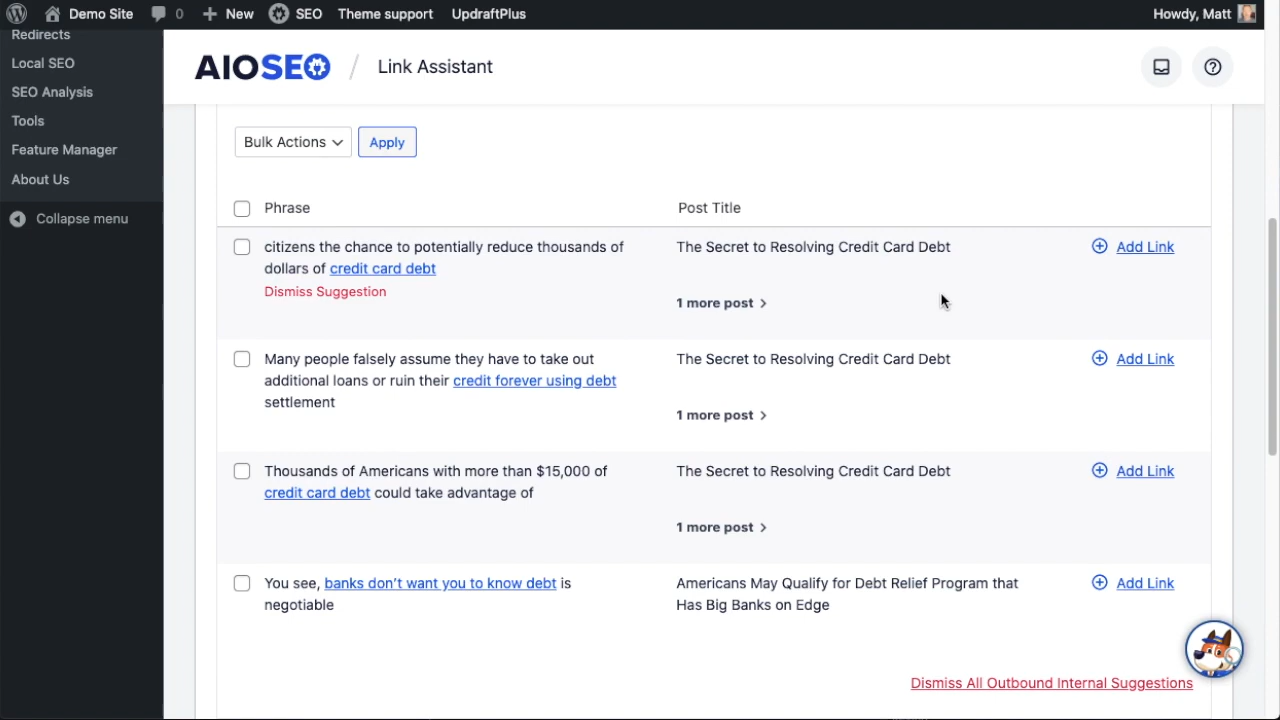 Demo Site 0 New SEO Theme support UpdraftPlus Howdy, Matt
Redirects
Local SEO
SEO Analysis
Tools
Feature Manager
About Us
Collapse menu
AIOSEO / Link Assistant
Bulk Actions Apply
Phrase Post Title
citizens the chance to potentially reduce thousands of
dollars of credit card debt
Dismiss Suggestion
The Secret to Resolving Credit Card Debt
1 more post >
Add Link
Many people falsely assume they have to take out
additional loans or ruin their credit forever using debt
settlement
The Secret to Resolving Credit Card Debt
1 more post >
Add Link
Thousands of Americans with more than $15,000 of
credit card debt could take advantage of
The Secret to Resolving Credit Card Debt
1 more post >
Add Link
You see, banks don’t want you to know debt is
negotiable
Americans May Qualify for Debt Relief Program that
Has Big Banks on Edge
Add Link
Dismiss All Outbound Internal Suggestions